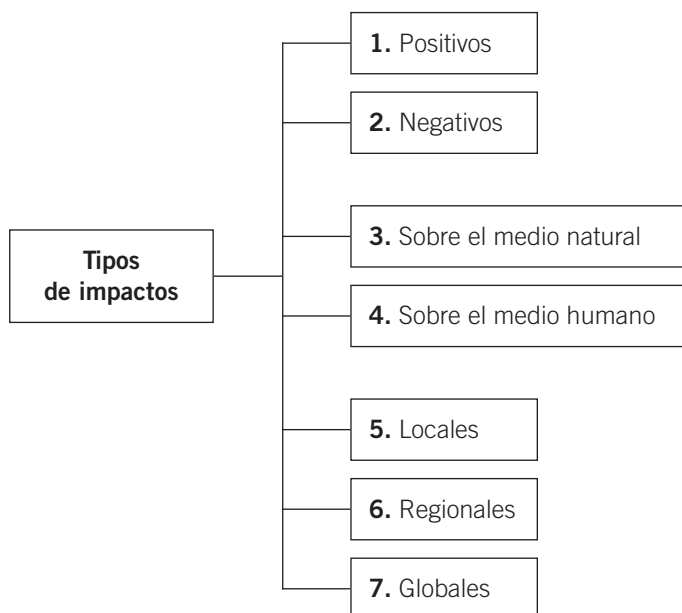 1. Positivos
2. Negativos
3. Sobre el medio natural
Tipos
de impactos
4. Sobre el medio humano
5. Locales
6. Regionales
7. Globales